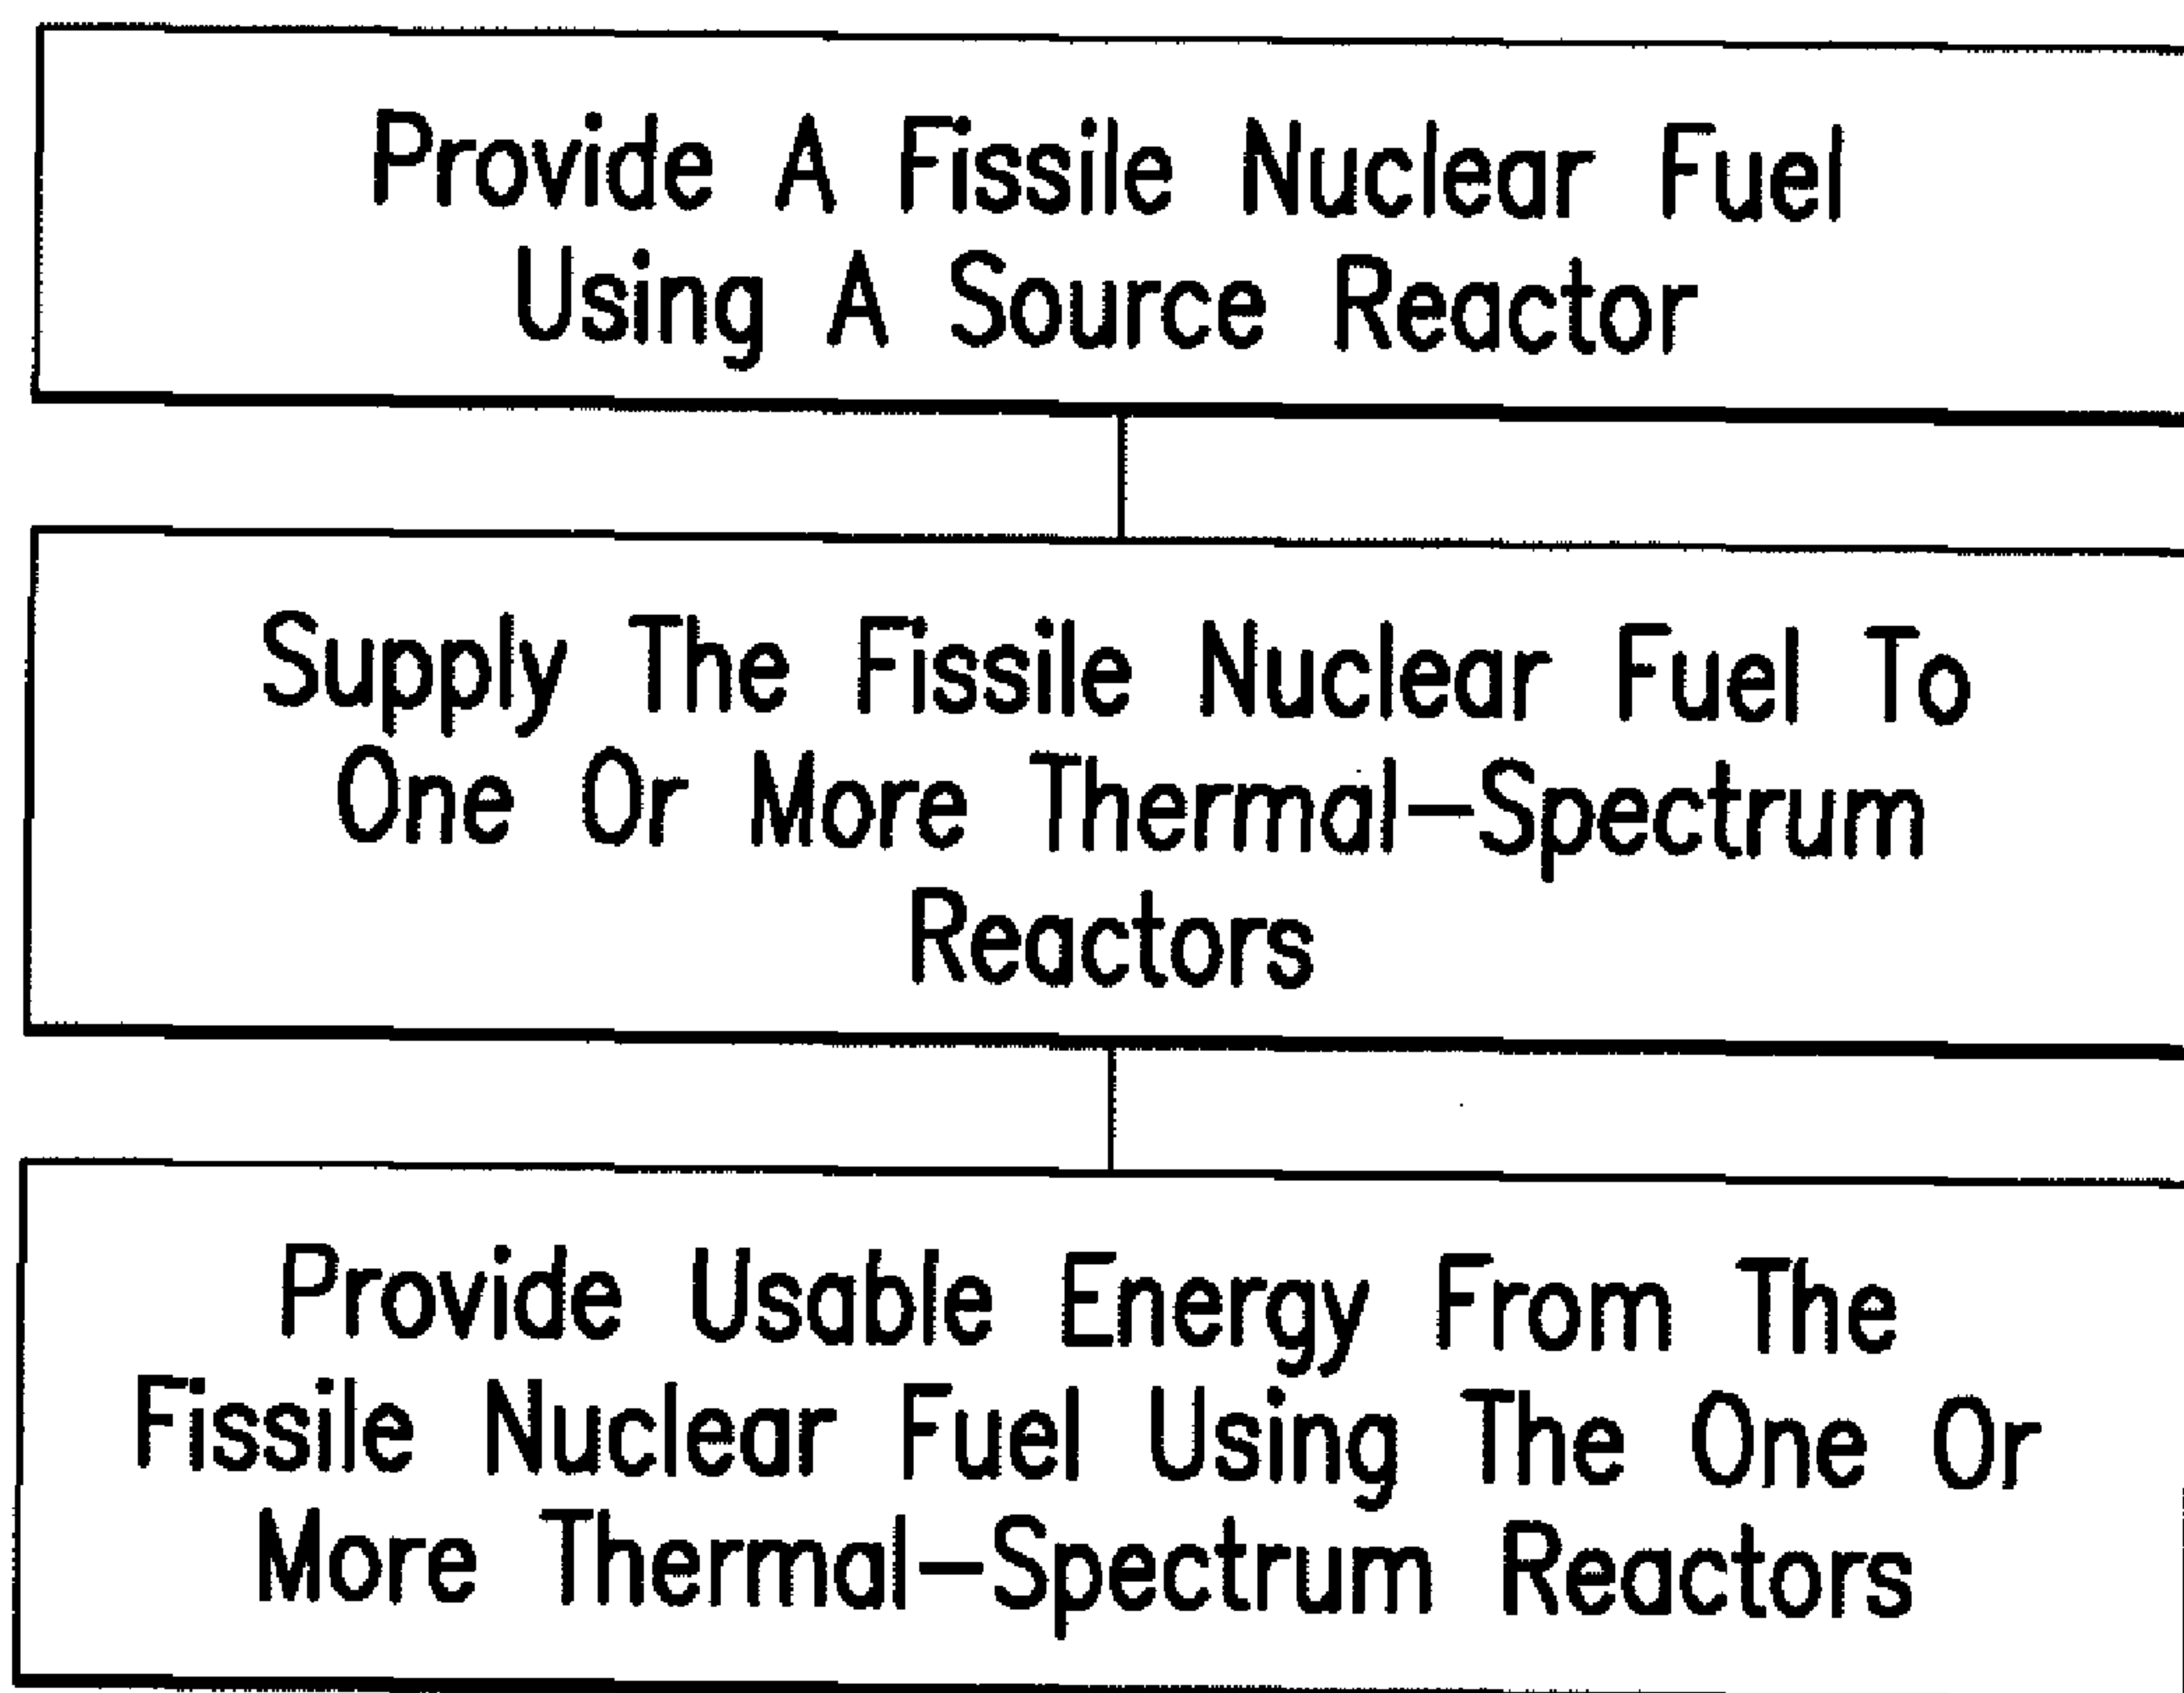 Provide A Fissile Nuclear Fuel
Using A Source Reactor
Supply The Fissile Nuclear Fuel To
One Or More Thermal-Spectrum
Reactors
Provide Usable Energy From The
Fissile Nuclear Fuel Using The One Or
More Thermal-Spectrum Reactors